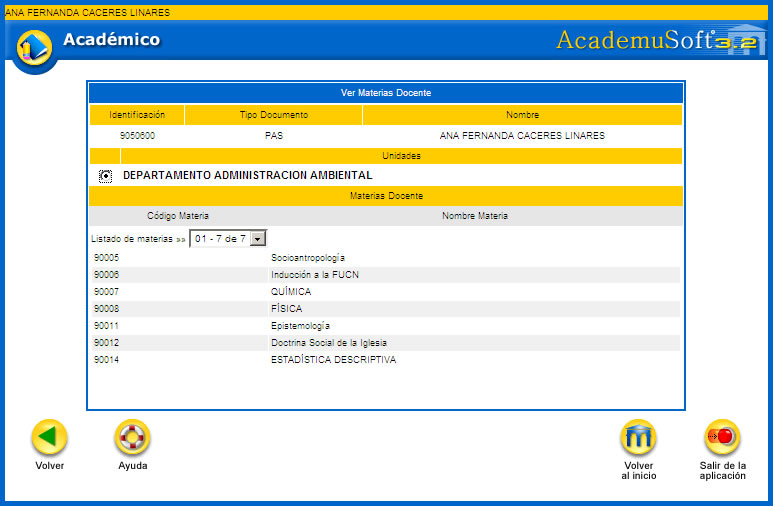 ANA FERNANDA CACERES LINARES
Académico
AcademuSoft 3.2
Ver Materias Docente
Identificación Tipo Documento Nombre
9050600 PAS ANA FERNANDA CACERES LINARES
Unidades
DEPARTAMENTO ADMINISTRACION AMBIENTAL
Materias Docente
Código Materia Nombre Materia
Listado de materias »» 01 - 7 de 7
90005 Socioantropología
90006 Inducción a la FUCN
90007 QUÍMICA
90008 FÍSICA
90011 Epistemología
90012 Doctrina Social de la Iglesia
90014 ESTADÍSTICA DESCRIPTIVA
Volver
Ayuda
Volver
al inicio
Salir de la
aplicación